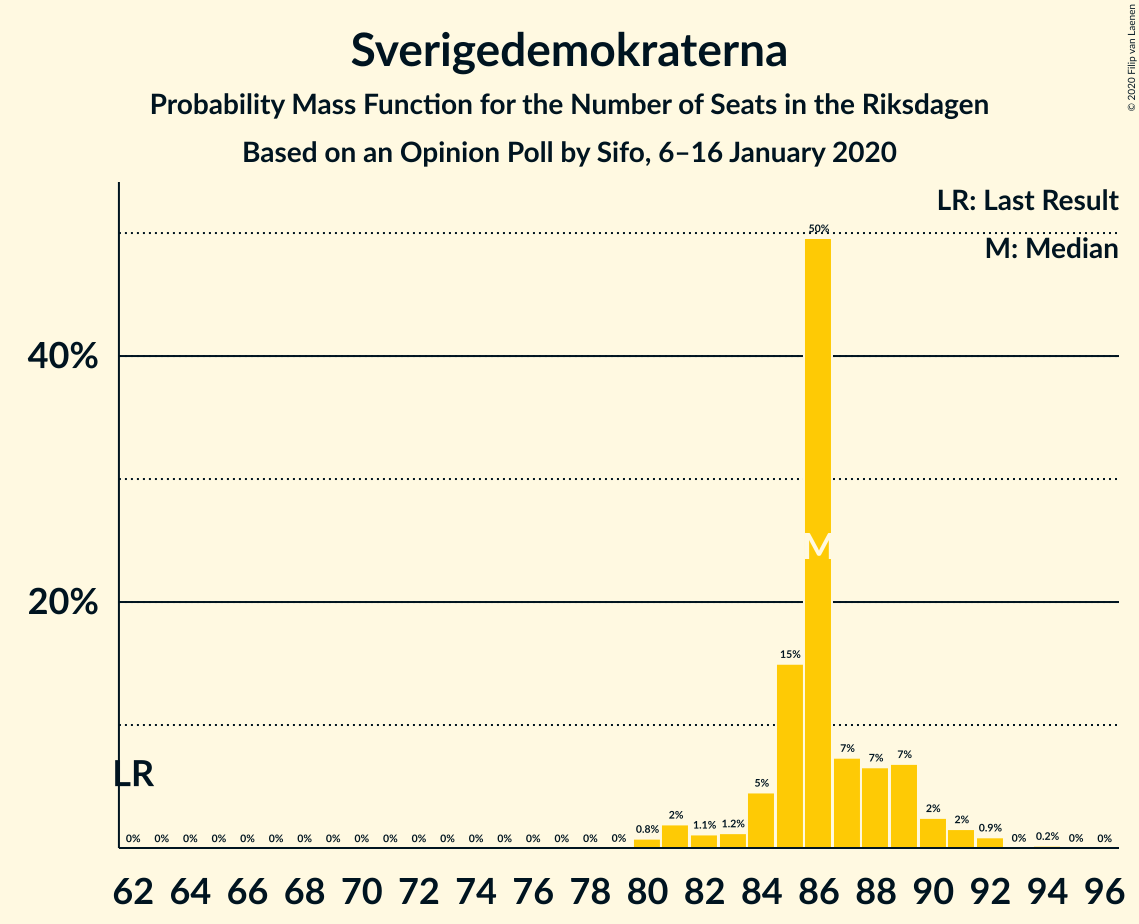 Sverigedemokraterna
Probability Mass Function for the Number of Seats in the Riksdagen
Based on an Opinion Poll by Sifo, 6–16 January 2020
© 2020 Filip van Laenen
LR: Last Result
M: Median
50%
40%
M
20%
15%
LR
7%
7%
7%
5%
0% 0% 0% 0% 0% 0% 0% 0% 0% 0% 0% 0% 0% 0% 0% 0% 0% 0% 0.8% 2% 1.1% 1.2% 2% 2% 0.9% 0% 0.2% 0% 0%
62 64 66 68 70 72 74 76 78 80 82 84 86 88 90 92 94 96